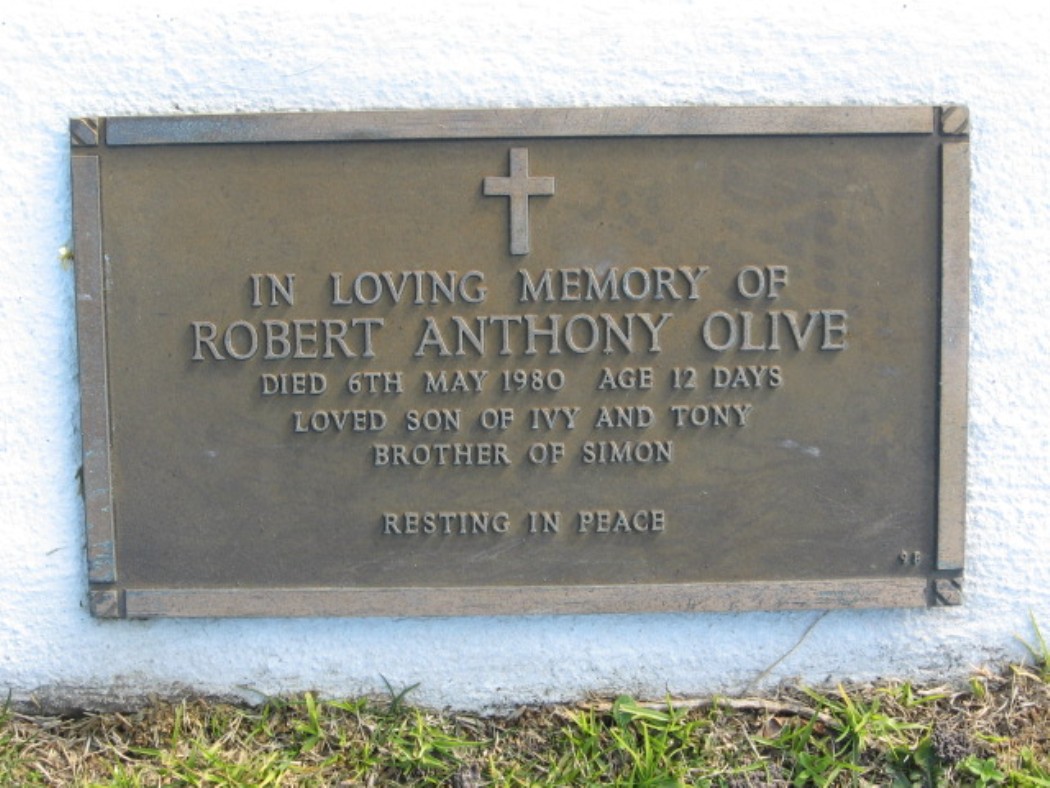 IN LOVING MEMORY OF
ROBERT ANTHONY OLIVE
DIED 6TH MAY 1980 AGE 12 DAYS
LOVED SON OF IVY AND TONY
BROTHER OF SIMON
RESTING IN PEACE